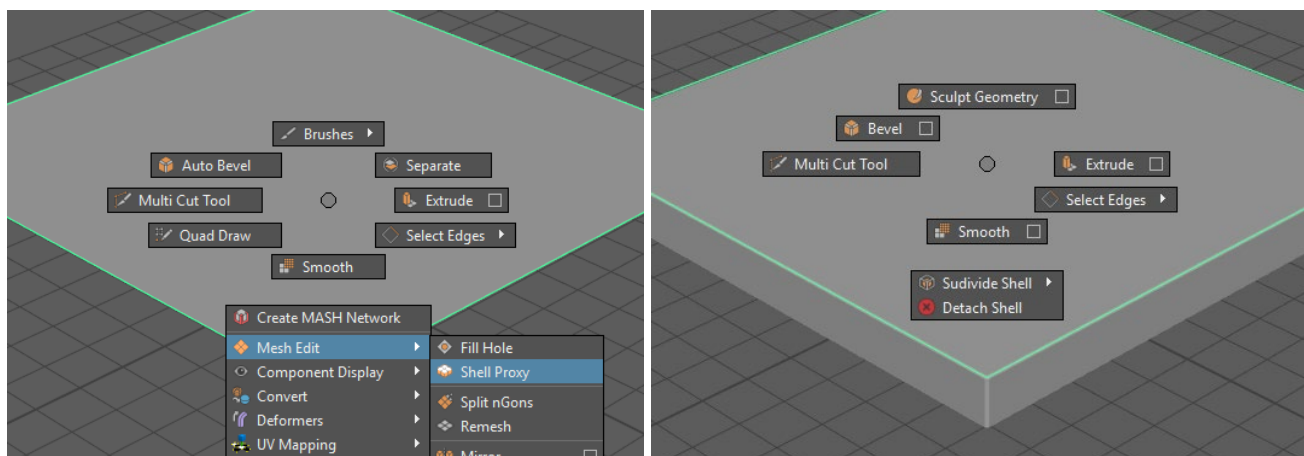 Brushes
Auto Bevel
Separate
Multi Cut Tool
Extrude
Quad Draw
Select Edges
Smooth
Create MASH Network
Mesh Edit
Component Display
Convert
Deformers
UV Mapping
Fill Hole
Shell Proxy
Split nGons
Remesh
Mirror
Sculpt Geometry
Bevel
Multi Cut Tool
Extrude
Select Edges
Smooth
Sudivide Shell
Detach Shell